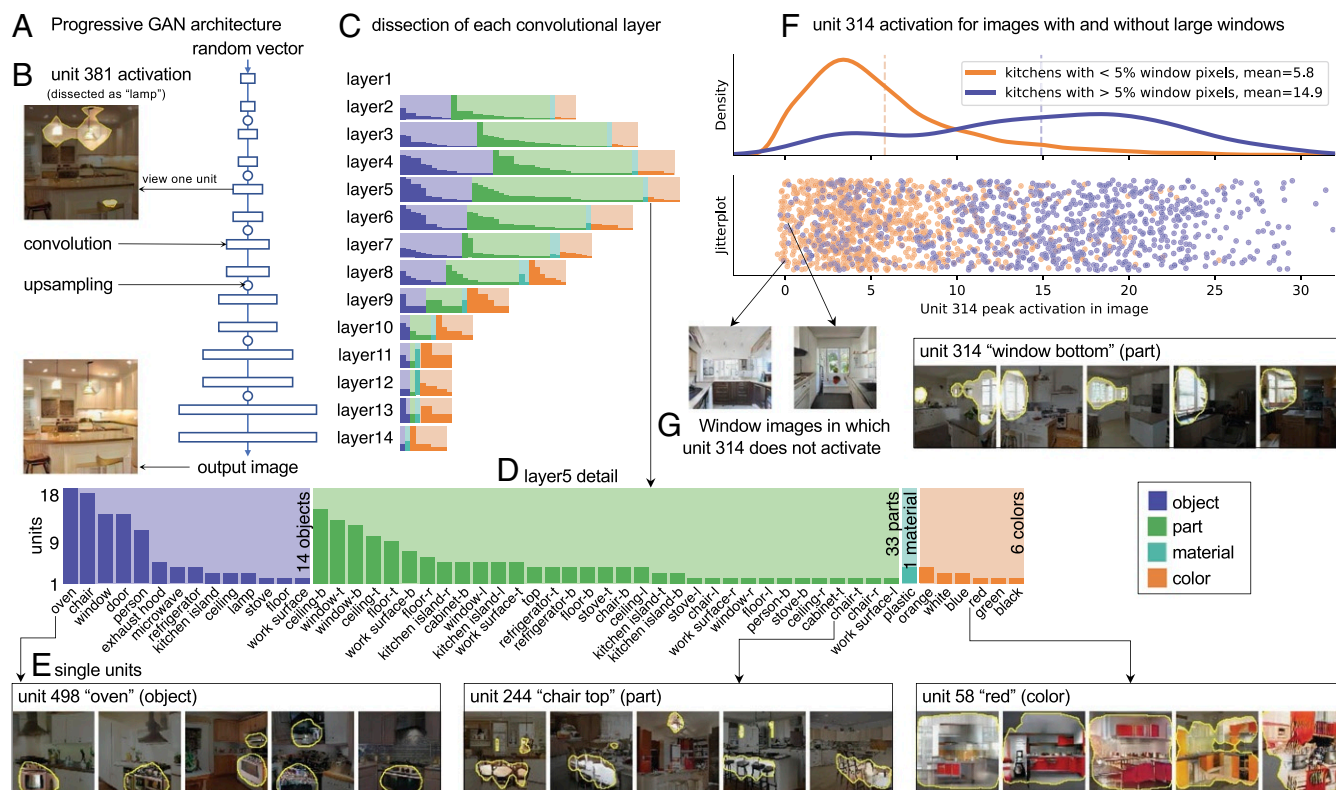 A Progressive GAN architecture
random vector
B unit 381 activation
(dissected as “lamp”)
view one unit
convolution
upsampling
output image
C dissection of each convolutional layer
layer1
layer2
layer3
layer4
layer5
layer6
layer7
layer8
layer9
layer10
layer11
layer12
layer13
layer14
F unit 314 activation for images with and without large windows
Density
kitchens with < 5% window pixels, mean=5.8
kitchens with > 5% window pixels, mean=14.9
Jitterplot
0 5 10 15 20 25 30
Unit 314 peak activation in image
G Window images in which
unit 314 does not activate
unit 314 “window bottom” (part)
D layer5 detail
units
18
9
1
14 objects
33 parts
1 material
6 colors
oven
chair
window
door
person
exhaust hood
microwave
refrigerator
kitchen island
ceiling
lamp
stove
floor
work surface
work surface-b
ceiling-b
window-t
window-b
ceiling-t
floor-t
work surface-b
floor-r
kitchen island-r
cabinet-b
window-l
kitchen island-l
work surface-t
top
refrigerator-t
refrigerator-b
floor-b
stove-t
chair-b
ceiling-l
kitchen island-t
kitchen island-b
stove-l
chair-l
work surface-r
window-r
floor-l
person-b
stove-b
stove-r
ceiling-r
cabinet-t
chair-t
chair-r
work surface-l
plastic
orange
white
blue
red
green
black
object
part
material
color
E single units
unit 498 “oven” (object)
unit 244 “chair top” (part)
unit 58 “red” (color)